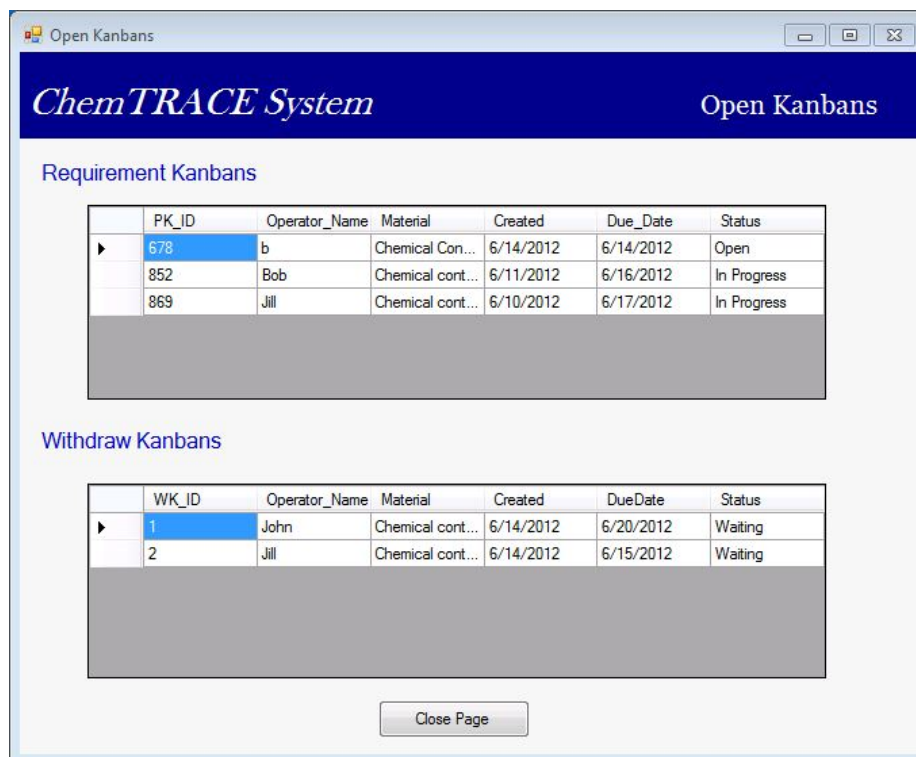 Open Kanbans
ChemTRACE System Open Kanbans
Requirement Kanbans
PK_ID Operator_Name Material Created Due_Date Status
678 b Chemical Con... 6/14/2012 6/14/2012 Open
852 Bob Chemical cont... 6/11/2012 6/16/2012 In Progress
869 Jill Chemical cont... 6/10/2012 6/17/2012 In Progress
Withdraw Kanbans
WK_ID Operator_Name Material Created DueDate Status
1 John Chemical cont... 6/14/2012 6/20/2012 Waiting
2 Jill Chemical cont... 6/14/2012 6/15/2012 Waiting
Close Page